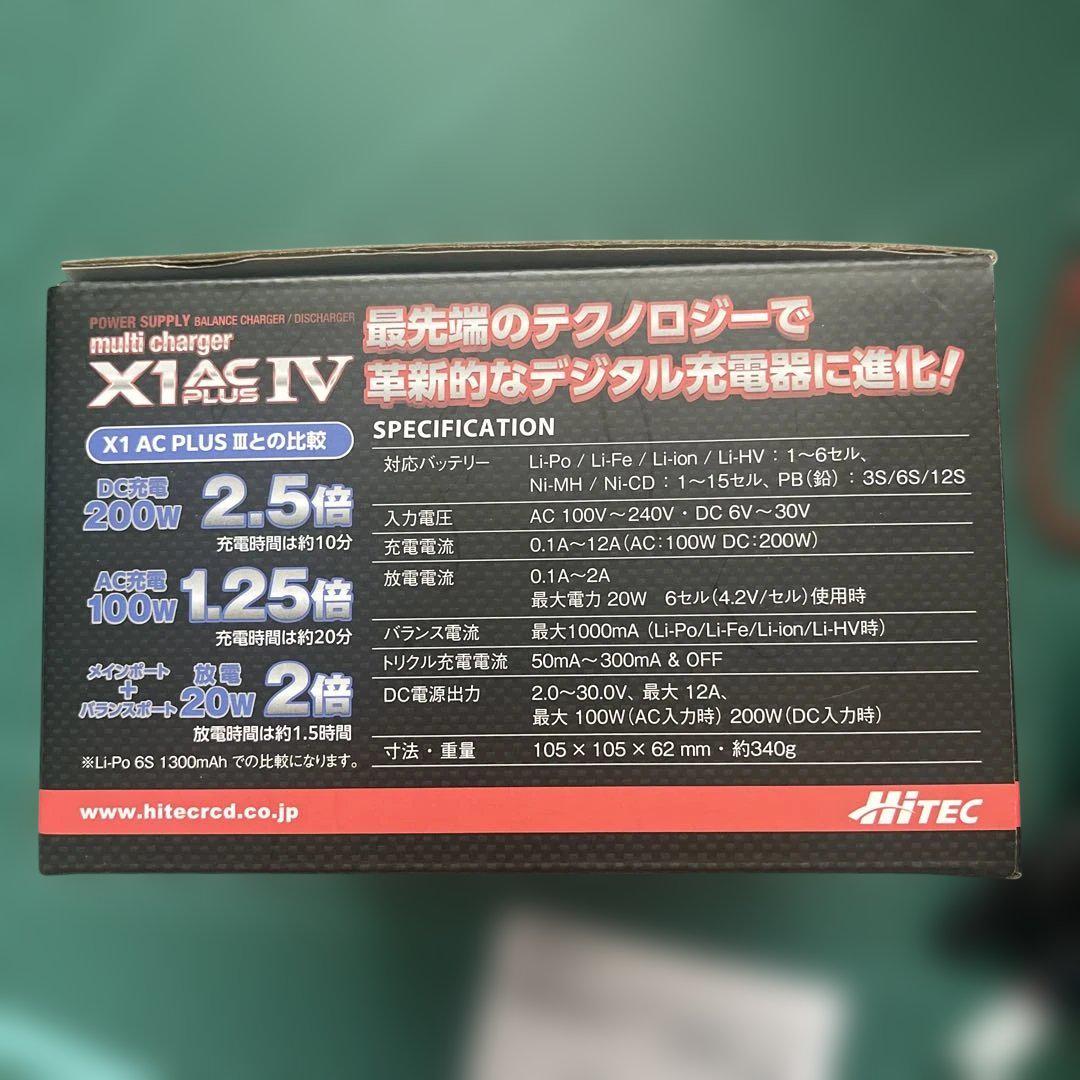 POWER SUPPLY BALANCE CHARGER / DISCHARGER
multi charger
X1 AC PLUS IV
最先端のテクノロジーで
革新的なデジタル充電器に進化!
X1 AC PLUS Ⅲとの比較
DC充電
200W 2.5倍
充電時間は約10分
AC充電
100W 1.25倍
充電時間は約20分
メインポート
+
バランスポート
放電
20W 2倍
放電時間は約1.5時間
※Li-Po 6S 1300mAh での比較になります。
SPECIFICATION
対応バッテリー Li-Po / Li-Fe / Li-ion / Li-HV：1～6セル、
Ni-MH / Ni-CD：1～15セル、PB(鉛)：3S/6S/12S
入力電圧 AC 100V～240V・DC 6V～30V
充電電流 0.1A～12A(AC:100W DC:200W)
放電電流 0.1A～2A
最大電力 20W 6セル(4.2V/セル)使用時
バランス電流 最大1000mA (Li-Po/Li-Fe/Li-ion/Li-HV時)
トリクル充電電流 50mA～300mA & OFF
DC電源出力 2.0～30.0V、最大 12A、
最大 100W(AC入力時) 200W(DC入力時)
寸法・重量 105 × 105 × 62 mm・約340g
www.hitecrcd.co.jp
HiTEC